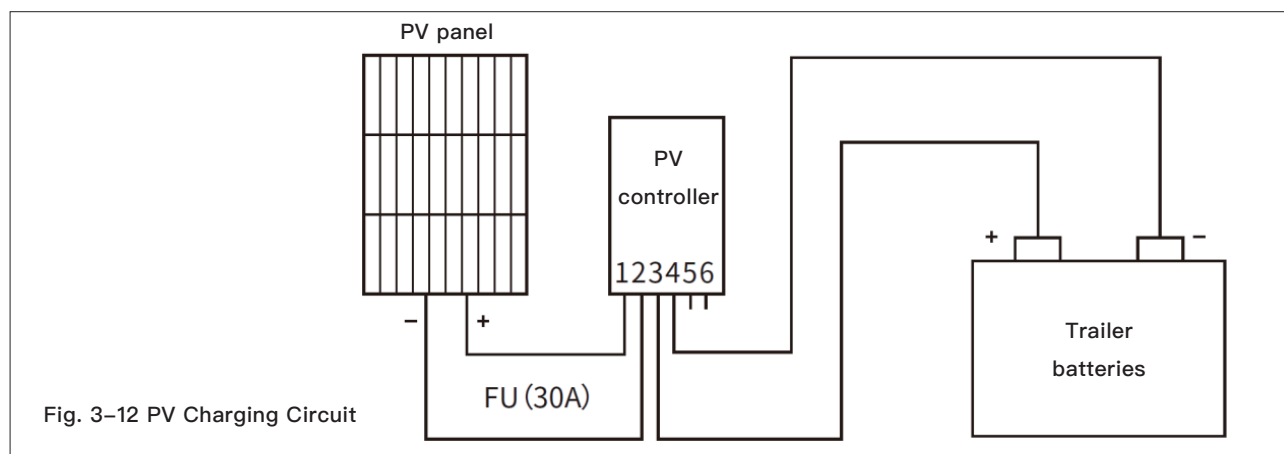 PV panel
PV
controller
123456
−
+
+
−
Trailer
batteries
FU (30A)
Fig. 3–12 PV Charging Circuit